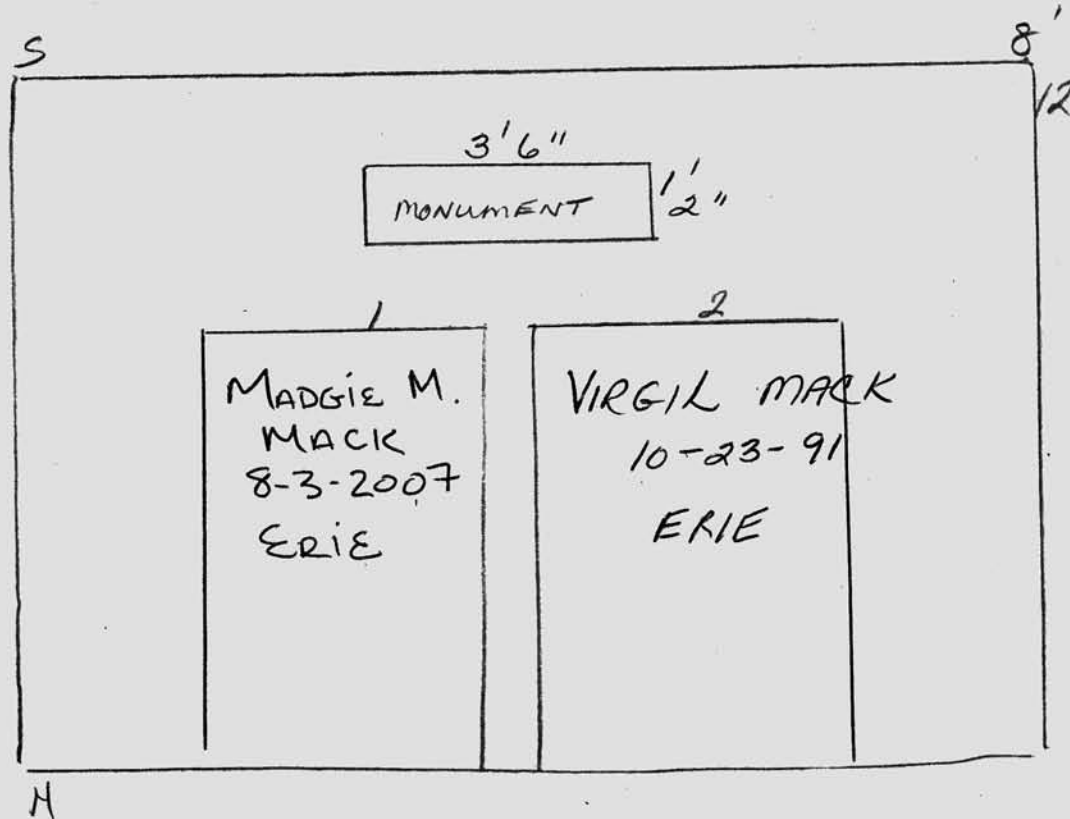 S 8'
12
3'6"
MONUMENT 1'2"
1 2
MADGIE M.
MACK
8-3-2007
ERIE
VIRGIL MACK
10-23-91
ERIE